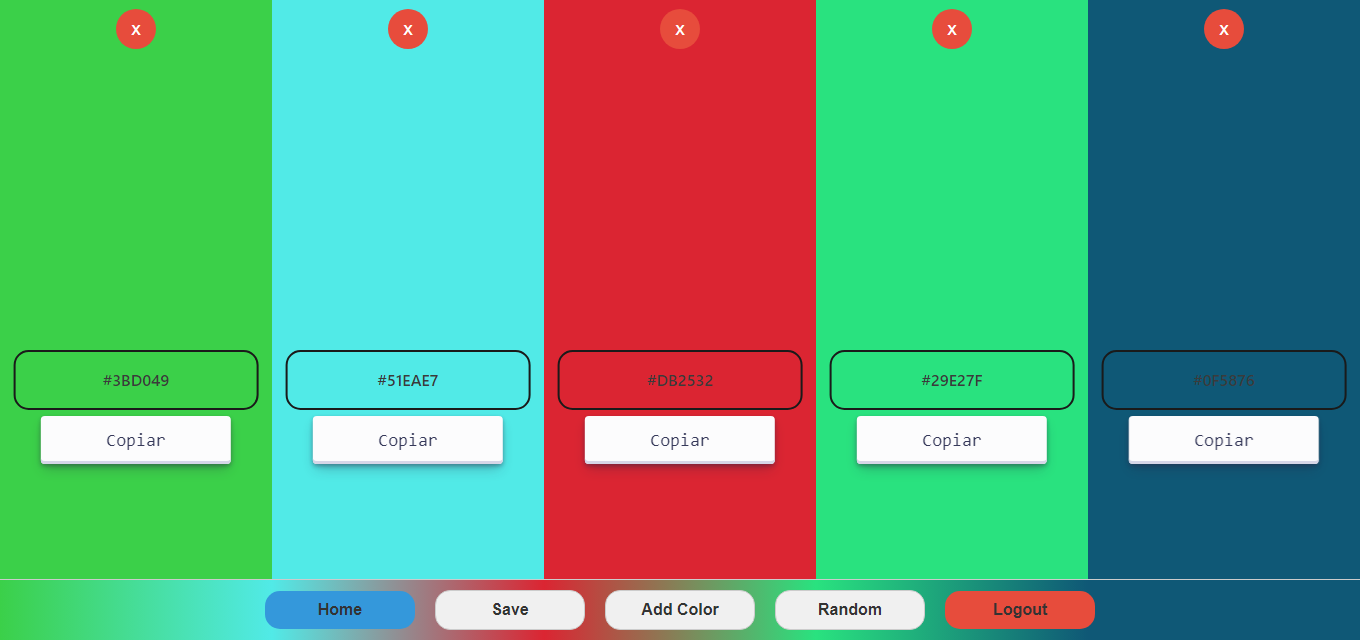 X X X X X
#3BD049 #51EAE7 #DB2532 #29E27F #0F5876
Copiar Copiar Copiar Copiar Copiar
Home Save Add Color Random Logout